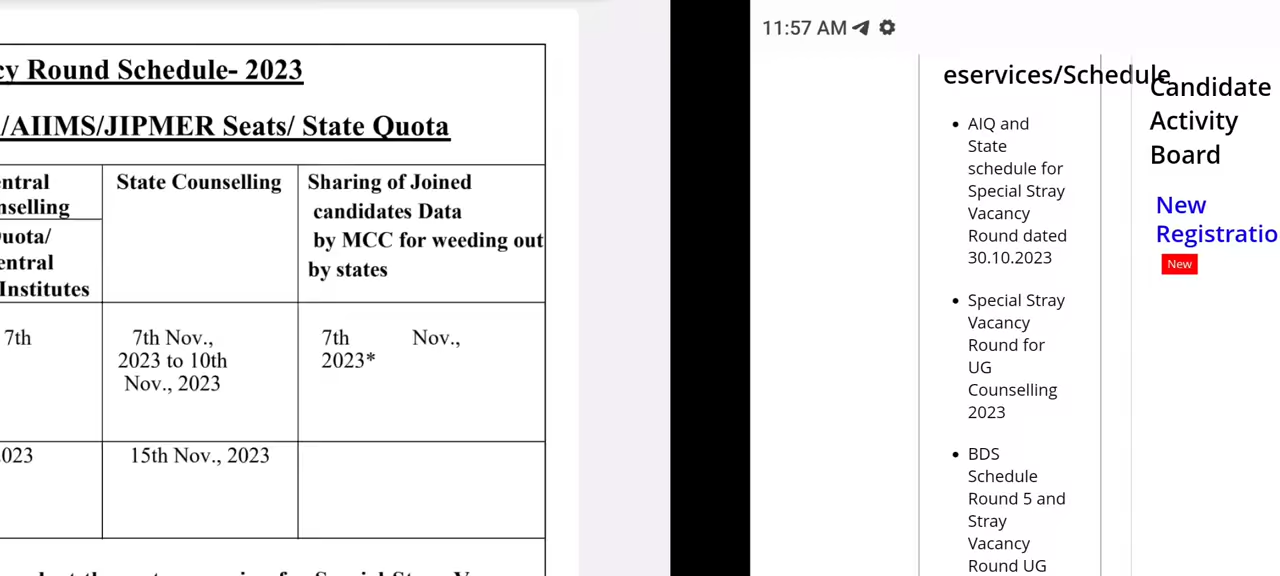 cy Round Schedule- 2023
/AIIMS/JIPMER Seats/ State Quota
entral
nselling
State Counselling
Sharing of Joined
candidates Data
by MCC for weeding out
by states
uota/
entral
Institutes
7th
7th Nov.,
2023 to 10th
Nov., 2023
7th Nov.,
2023*
023
15th Nov., 2023
11:57 AM
eservices/Schedule
• AIQ and
State
schedule for
Special Stray
Vacancy
Round dated
30.10.2023
• Special Stray
Vacancy
Round for
UG
Counselling
2023
• BDS
Schedule
Round 5 and
Stray
Vacancy
Round UG
Candidate
Activity
Board
New
Registratio
New